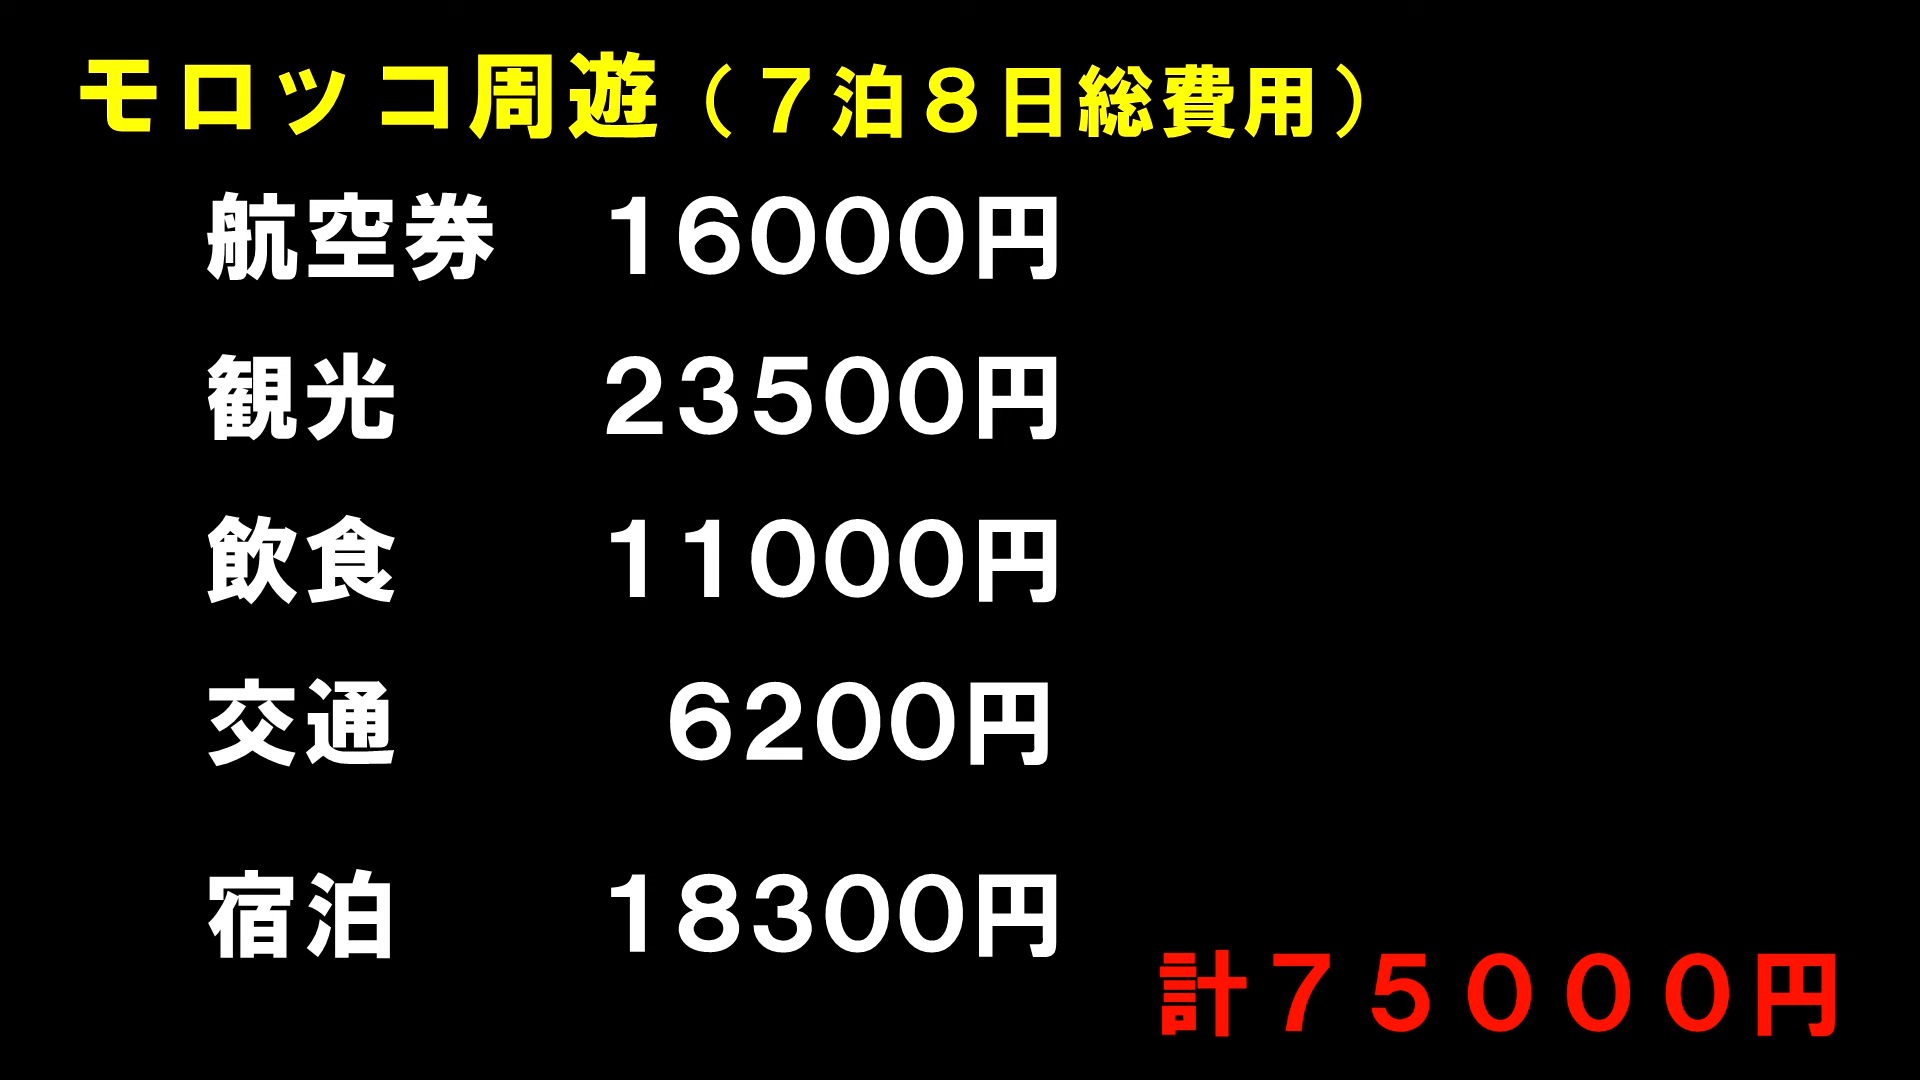 モロッコ周遊（７泊８日総費用）
航空券 16000円
観光 23500円
飲食 11000円
交通 6200円
宿泊 18300円
計７５０００円